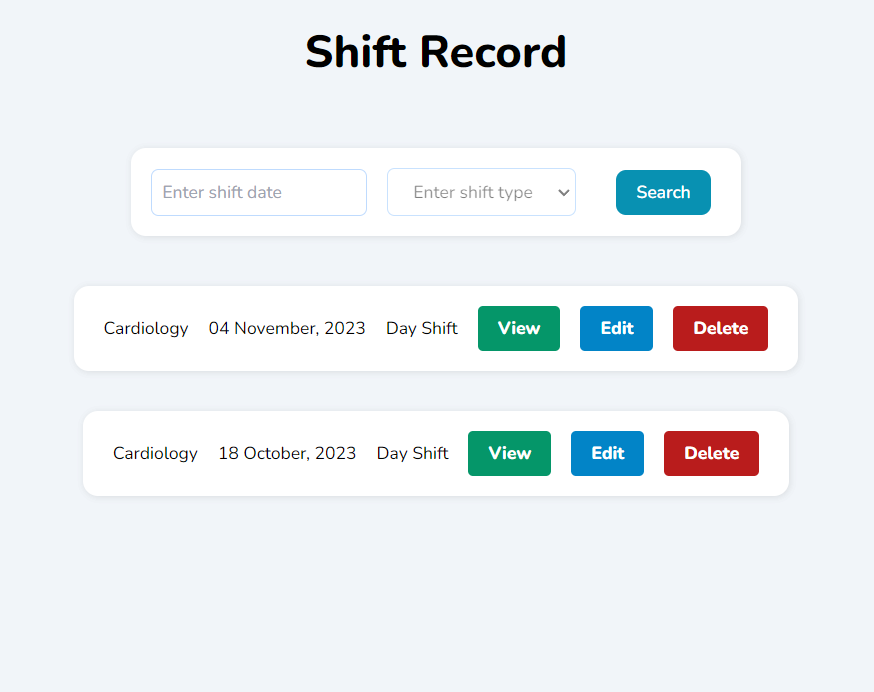 Shift Record
Enter shift date Enter shift type Search
Cardiology 04 November, 2023 Day Shift View Edit Delete
Cardiology 18 October, 2023 Day Shift View Edit Delete